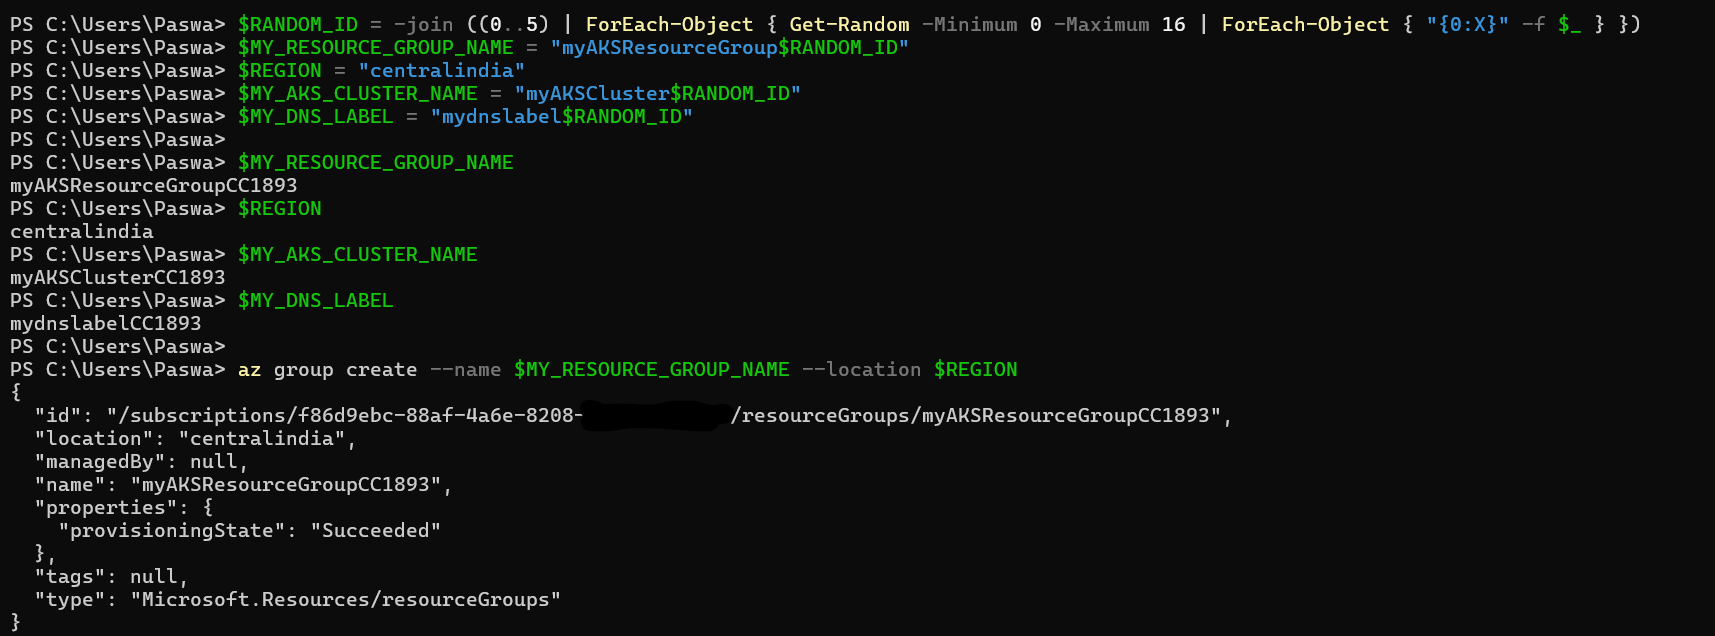 PS C:\Users\Paswa> $RANDOM_ID = -join ((0..5) | ForEach-Object { Get-Random -Minimum 0 -Maximum 16 | ForEach-Object { "{0:X}" -f $_ } })
PS C:\Users\Paswa> $MY_RESOURCE_GROUP_NAME = "myAKSResourceGroup$RANDOM_ID"
PS C:\Users\Paswa> $REGION = "centralindia"
PS C:\Users\Paswa> $MY_AKS_CLUSTER_NAME = "myAKSCluster$RANDOM_ID"
PS C:\Users\Paswa> $MY_DNS_LABEL = "mydnslabel$RANDOM_ID"
PS C:\Users\Paswa>
PS C:\Users\Paswa> $MY_RESOURCE_GROUP_NAME
myAKSResourceGroupCC1893
PS C:\Users\Paswa> $REGION
centralindia
PS C:\Users\Paswa> $MY_AKS_CLUSTER_NAME
myAKSClusterCC1893
PS C:\Users\Paswa> $MY_DNS_LABEL
mydnslabelCC1893
PS C:\Users\Paswa>
PS C:\Users\Paswa> az group create --name $MY_RESOURCE_GROUP_NAME --location $REGION
{
  "id": "/subscriptions/f86d9ebc-88af-4a6e-8208-/resourceGroups/myAKSResourceGroupCC1893",
  "location": "centralindia",
  "managedBy": null,
  "name": "myAKSResourceGroupCC1893",
  "properties": {
    "provisioningState": "Succeeded"
  },
  "tags": null,
  "type": "Microsoft.Resources/resourceGroups"
}